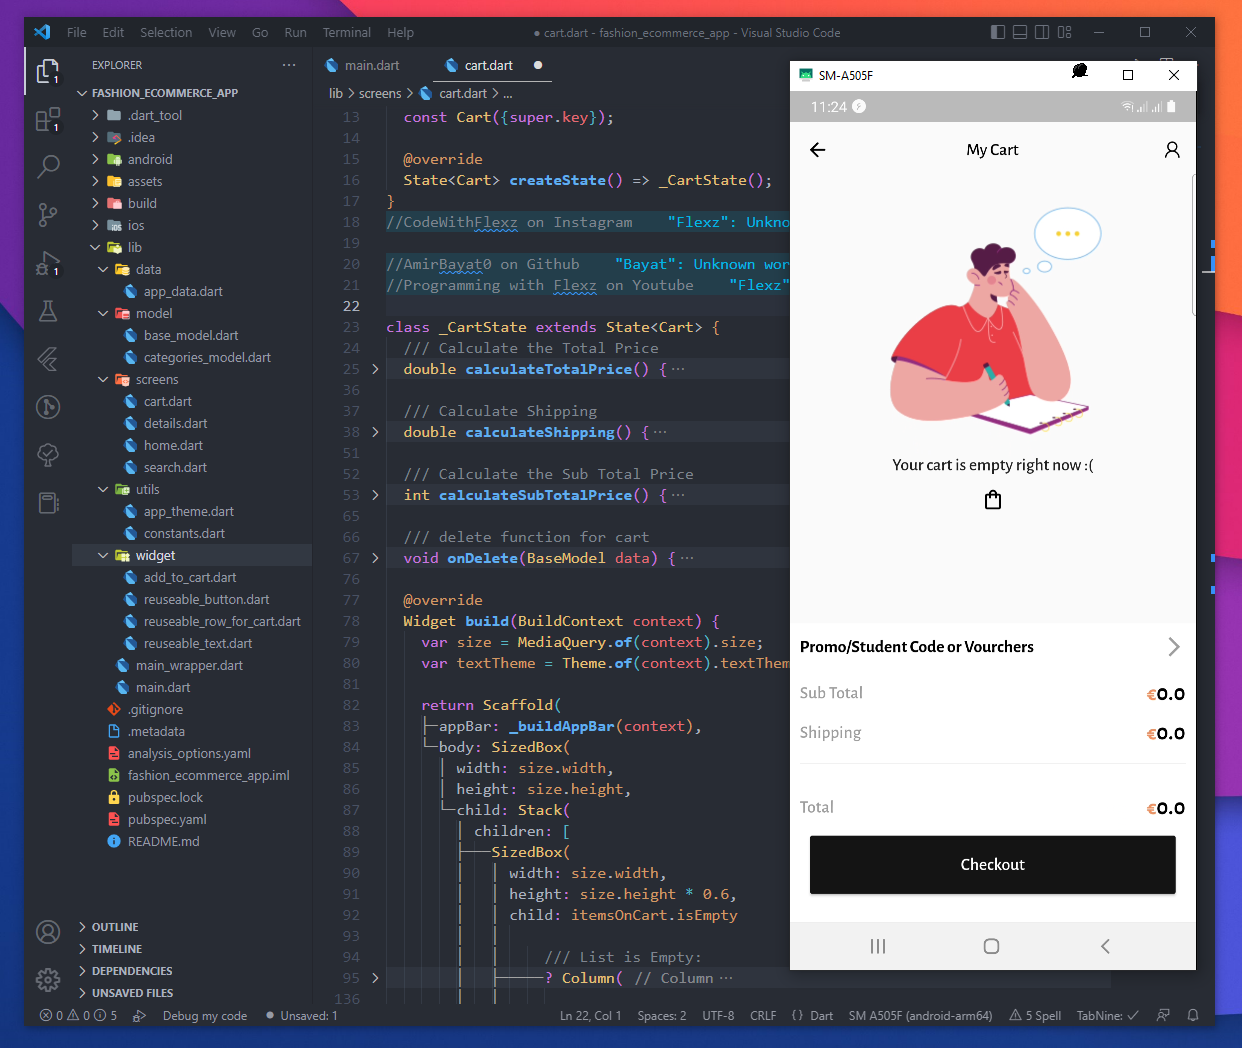 File Edit Selection View Go Run Terminal Help
● cart.dart - fashion_ecommerce_app - Visual Studio Code
EXPLORER ···
FASHION_ECOMMERCE_APP
.dart_tool
.idea
android
assets
build
ios
lib
data
app_data.dart
model
base_model.dart
categories_model.dart
screens
cart.dart
details.dart
home.dart
search.dart
utils
app_theme.dart
constants.dart
widget
add_to_cart.dart
reuseable_button.dart
reuseable_row_for_cart.dart
reuseable_text.dart
main_wrapper.dart
main.dart
.gitignore
.metadata
analysis_options.yaml
fashion_ecommerce_app.iml
pubspec.lock
pubspec.yaml
README.md
OUTLINE
TIMELINE
DEPENDENCIES
UNSAVED FILES
1
1
1
main.dart cart.dart
lib > screens > cart.dart > ...
13 const Cart({super.key});
14
15 @override
16 State<Cart> createState() => _CartState();
17 }
18 //CodeWithFlexz on Instagram "Flexz": Unkno
19
20 //AmirBayat0 on Github "Bayat": Unknown wor
21 //Programming with Flexz on Youtube "Flexz"
22
23 class _CartState extends State<Cart> {
24 /// Calculate the Total Price
25 double calculateTotalPrice() {···
36
37 /// Calculate Shipping
38 double calculateShipping() {···
51
52 /// Calculate the Sub Total Price
53 int calculateSubTotalPrice() {···
65
66 /// delete function for cart
67 void onDelete(BaseModel data) {···
76
77 @override
78 Widget build(BuildContext context) {
79 var size = MediaQuery.of(context).size;
80 var textTheme = Theme.of(context).textThem
81
82 return Scaffold(
83 appBar: _buildAppBar(context),
84 body: SizedBox(
85 width: size.width,
86 height: size.height,
87 child: Stack(
88 children: [
89 SizedBox(
90 width: size.width,
91 height: size.height * 0.6,
92 child: itemsOnCart.isEmpty
93
94 /// List is Empty:
95 ? Column( // Column ···
136
SM-A505F
11:24
My Cart
Your cart is empty right now :(
Promo/Student Code or Vourchers
Sub Total €0.0
Shipping €0.0
Total €0.0
Checkout
0 0 5 Debug my code ● Unsaved: 1 Ln 22, Col 1 Spaces: 2 UTF-8 CRLF {} Dart SM A505F (android-arm64) 5 Spell TabNine: ✓